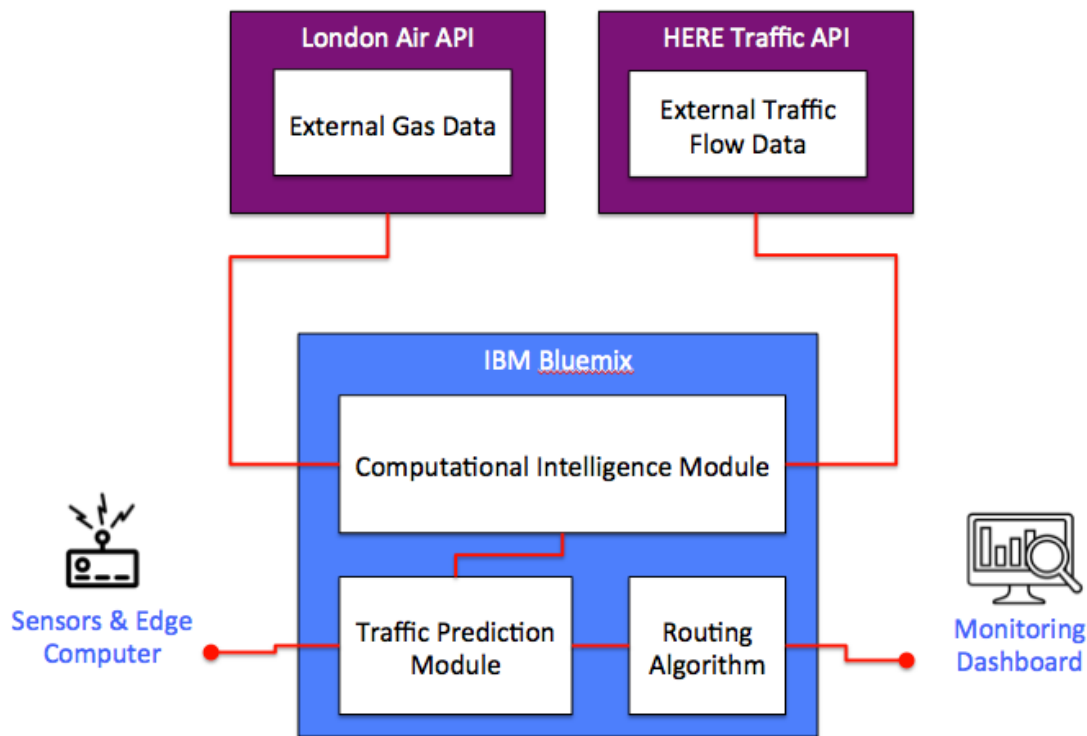 London Air API
External Gas Data
HERE Traffic API
External Traffic
Flow Data
IBM Bluemix
Computational Intelligence Module
Sensors & Edge
Computer
Traffic Prediction
Module
Routing
Algorithm
Monitoring
Dashboard